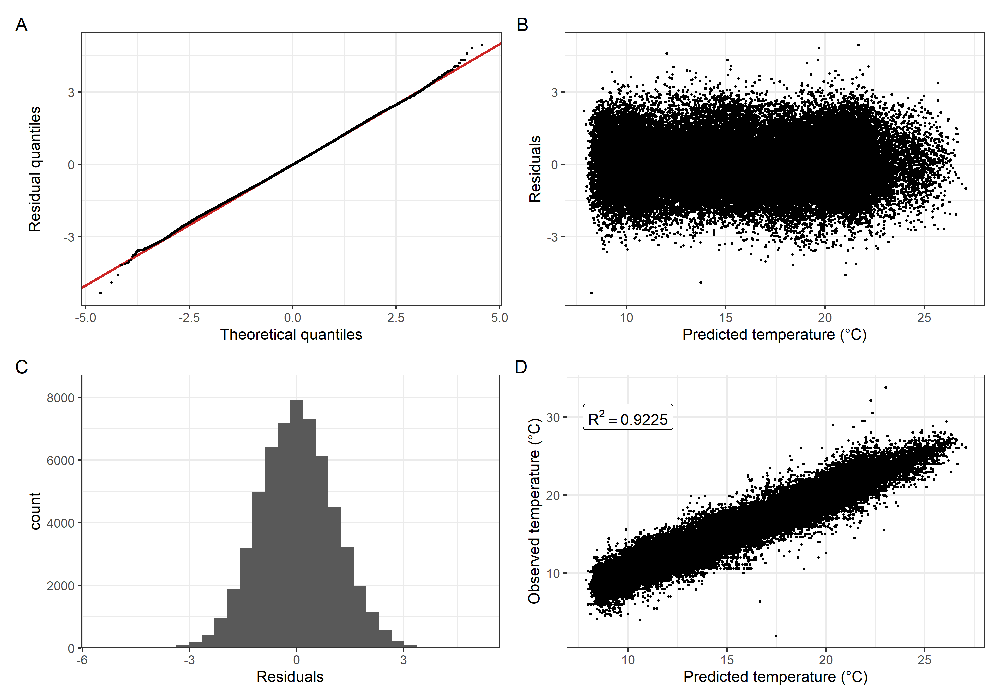 A
B
Residual quantiles
3
0
-3
-5.0
-2.5
0.0
2.5
5.0
Theoretical quantiles
Residuals
3
0
-3
10
15
20
25
Predicted temperature (°C)
C
D
count
8000
6000
4000
2000
0
-6
-3
0
3
Residuals
Observed temperature (°C)
30
20
10
R² = 0.9225
10
15
20
25
Predicted temperature (°C)